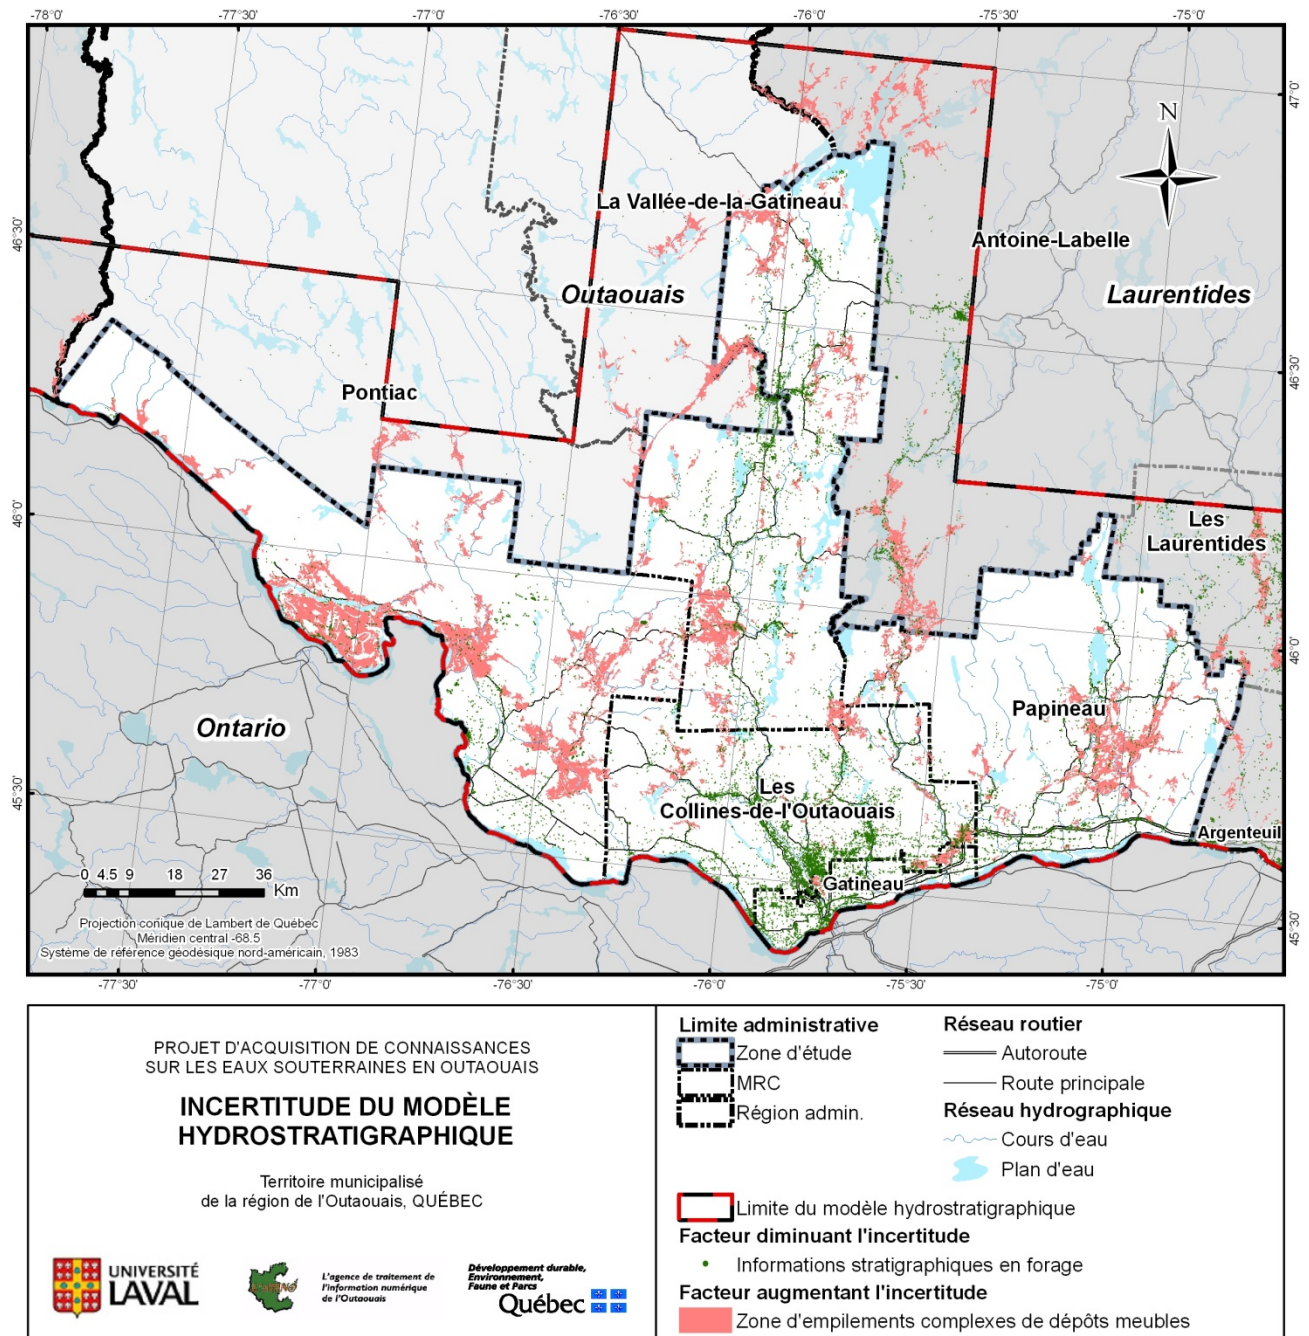 -78°0' -77°30' -77°0' -76°30' -76°0' -75°30' -75°0'
47°0'
N
La Vallée-de-la-Gatineau
46°30'
Antoine-Labelle
Outaouais
Laurentides
46°30'
Pontiac
46°0'
Les
Laurentides
46°0'
Papineau
Ontario
45°30'
Les
Collines-de-l'Outaouais
Argenteuil
Gatineau
0 4.5 9 18 27 36
Km
Projection conique de Lambert de Québec
Méridien central -68.5
Système de référence géodésique nord-américain, 1983
45°30'
-77°30' -77°0' -76°30' -76°0' -75°30' -75°0'
PROJET D'ACQUISITION DE CONNAISSANCES
SUR LES EAUX SOUTERRAINES EN OUTAOUAIS
INCERTITUDE DU MODÈLE
HYDROSTRATIGRAPHIQUE
Territoire municipalisé
de la région de l'Outaouais, QUÉBEC
UNIVERSITÉ
LAVAL
L'agence de traitement de
l'information numérique
de l'Outaouais
Développement durable,
Environnement,
Faune et Parcs
Québec
Limite administrative
Zone d'étude
MRC
Région admin.
Réseau routier
Autoroute
Route principale
Réseau hydrographique
Cours d'eau
Plan d'eau
Limite du modèle hydrostratigraphique
Facteur diminuant l'incertitude
Informations stratigraphiques en forage
Facteur augmentant l'incertitude
Zone d'empilements complexes de dépôts meubles